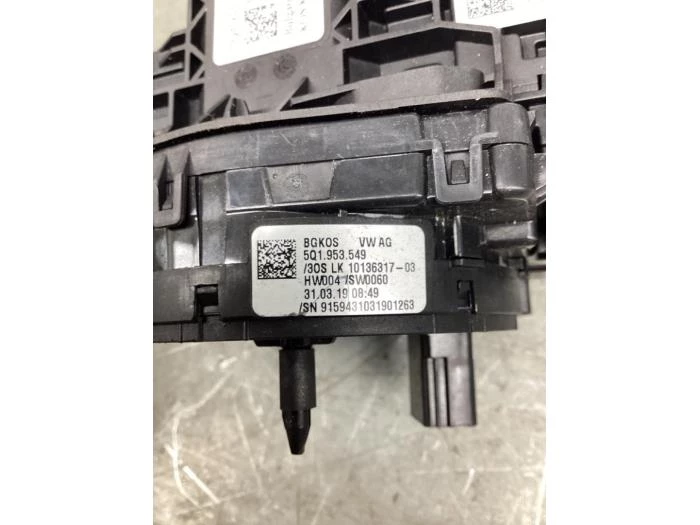 BGKOS VW AG
5Q1.953.549
/30S LK 10136317-03
HW004 /SW0060
31.03.19 08:49
/SN 9159431031901263